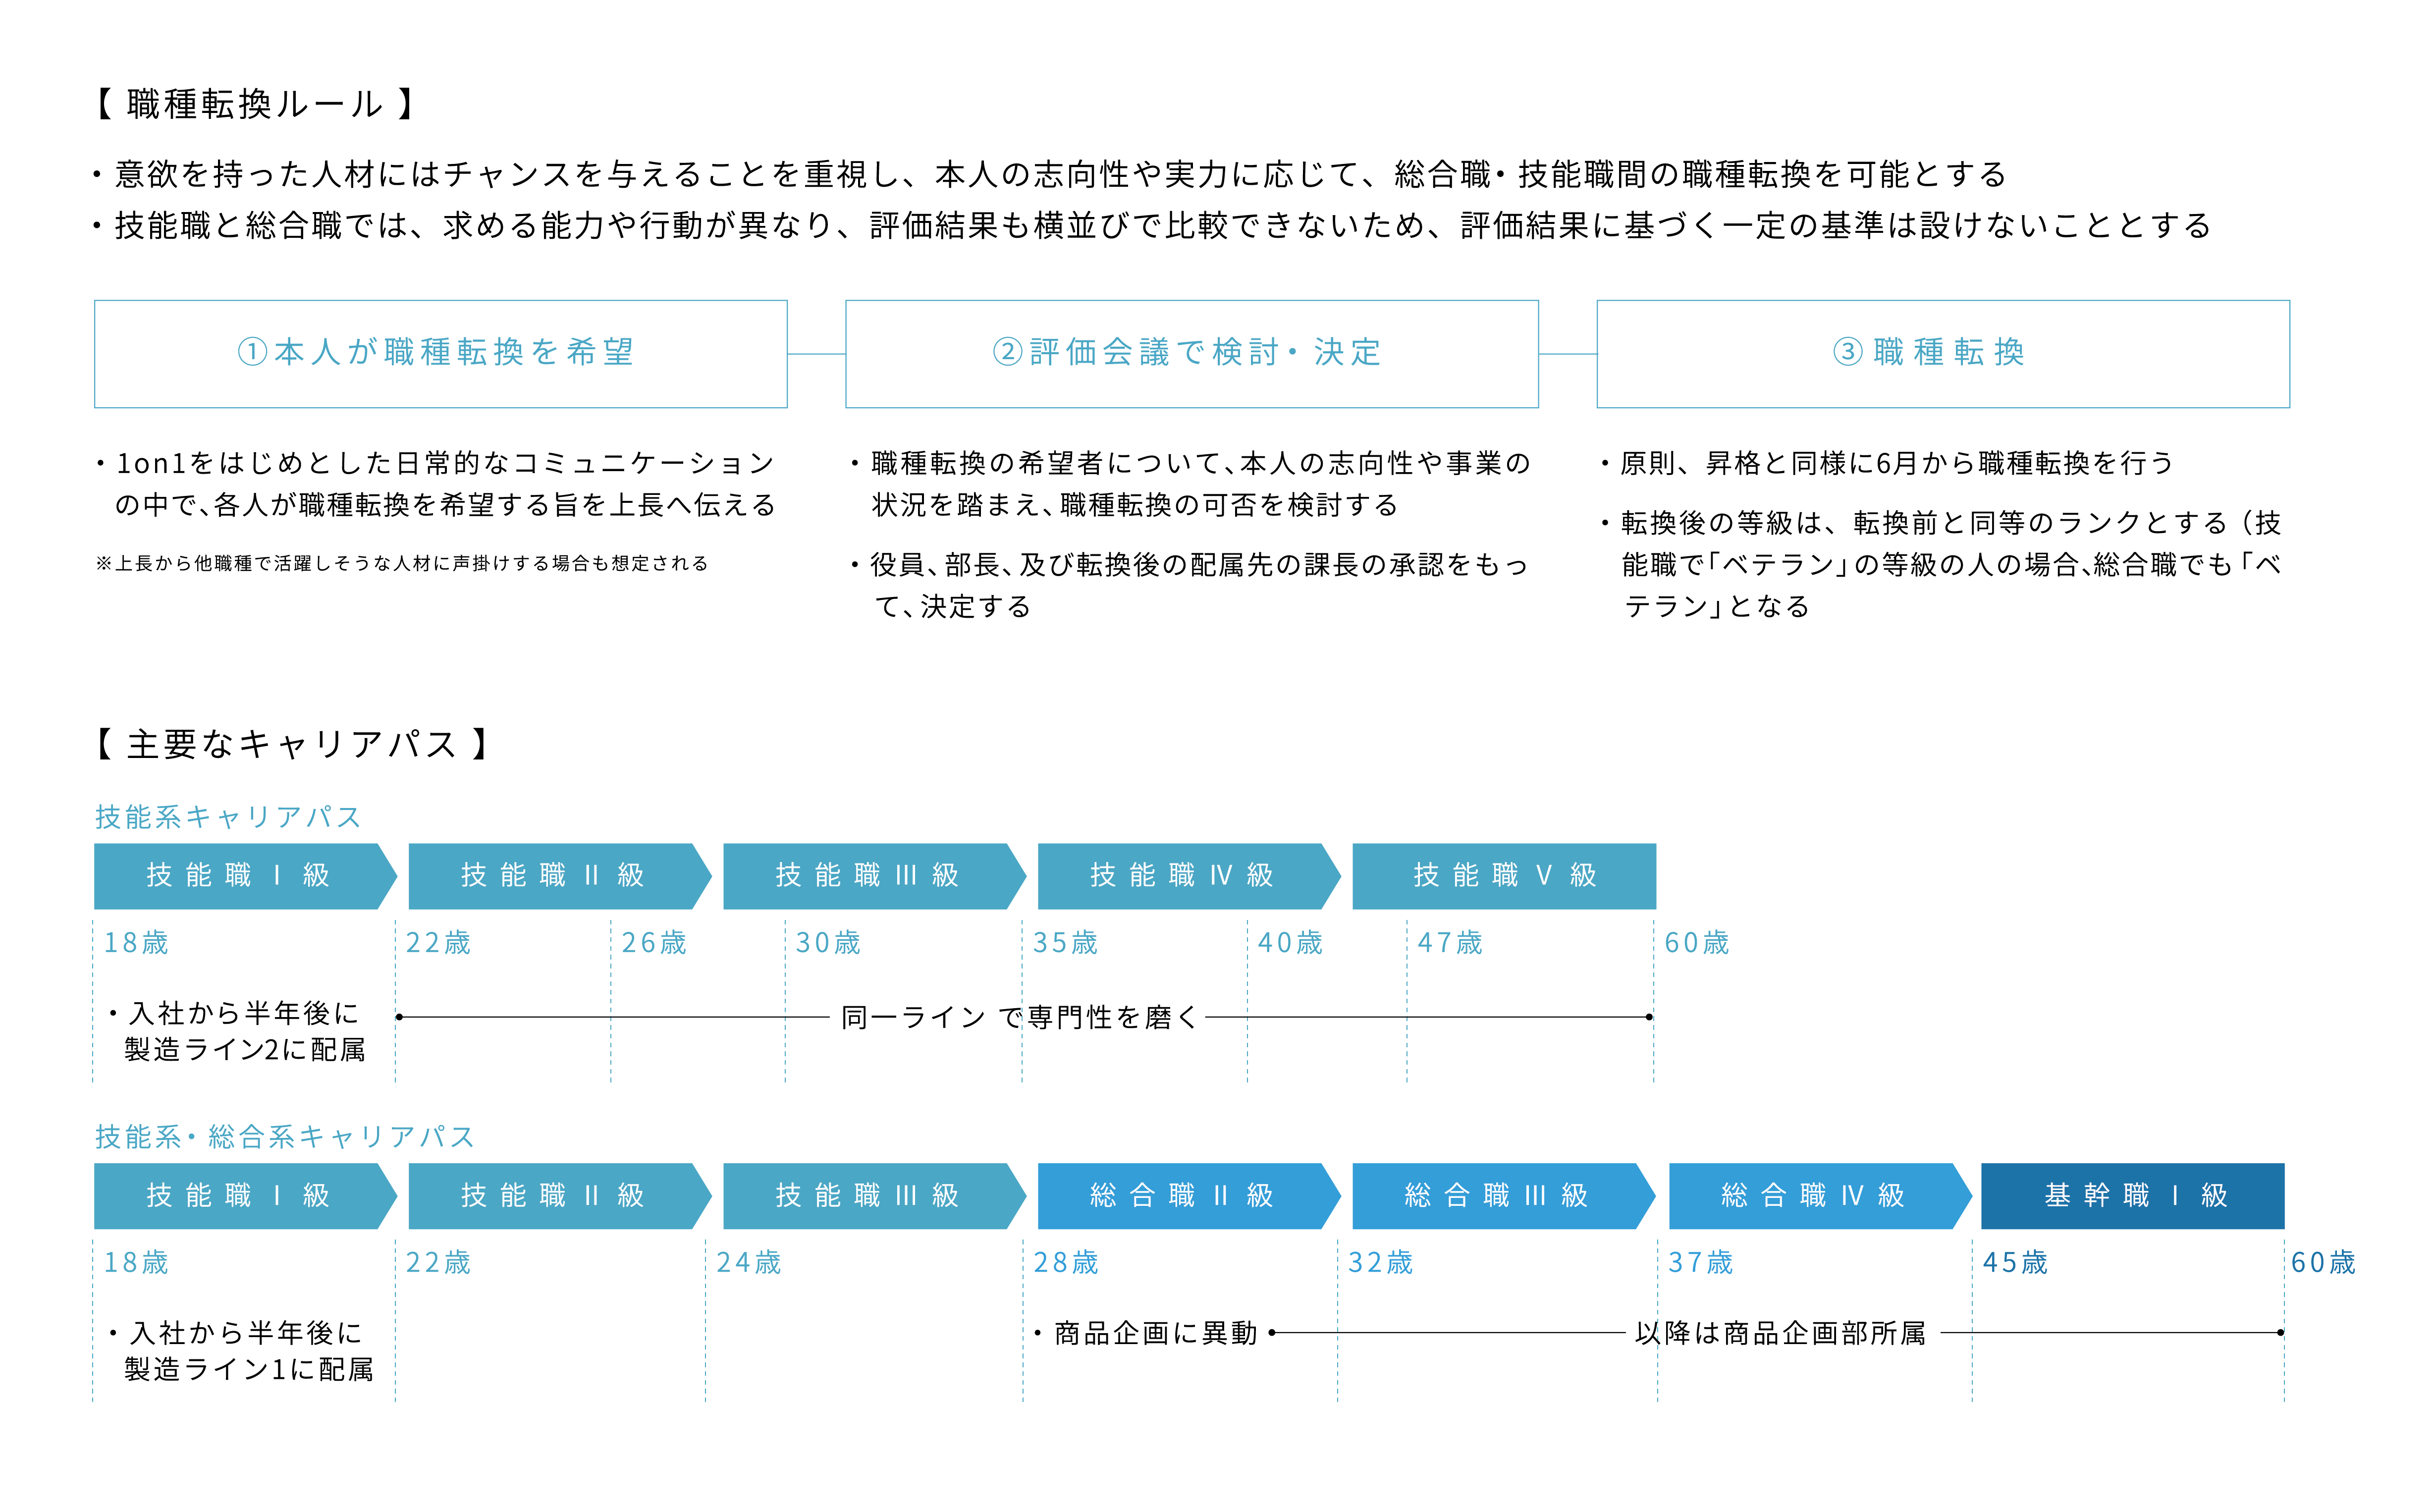 【 職種転換ルール 】
・意欲を持った人材にはチャンスを与えることを重視し、本人の志向性や実力に応じて、総合職・技能職間の職種転換を可能とする
・技能職と総合職では、求める能力や行動が異なり、評価結果も横並びで比較できないため、評価結果に基づく一定の基準は設けないこととする
①本人が職種転換を希望
・1on1をはじめとした日常的なコミュニケーション
の中で、各人が職種転換を希望する旨を上長へ伝える
※上長から他職種で活躍しそうな人材に声掛けする場合も想定される
②評価会議で検討・決定
・職種転換の希望者について、本人の志向性や事業の
状況を踏まえ、職種転換の可否を検討する
・役員、部長、及び転換後の配属先の課長の承認をもっ
て、決定する
③職種転換
・原則、昇格と同様に6月から職種転換を行う
・転換後の等級は、転換前と同等のランクとする（技
能職で「ベテラン」の等級の人の場合、総合職でも「ベ
テラン」となる
【 主要なキャリアパス 】
技能系キャリアパス
技能職 I 級 技能職 II 級 技能職 III 級 技能職 IV 級 技能職 V 級
18歳 22歳 26歳 30歳 35歳 40歳 47歳 60歳
・入社から半年後に
製造ライン2に配属
同一ライン で専門性を磨く
技能系・総合系キャリアパス
技能職 I 級 技能職 II 級 技能職 III 級 総合職 II 級 総合職 III 級 総合職 IV 級 基幹職 I 級
18歳 22歳 24歳 28歳 32歳 37歳 45歳 60歳
・入社から半年後に
製造ライン1に配属
・商品企画に異動
以降は商品企画部所属